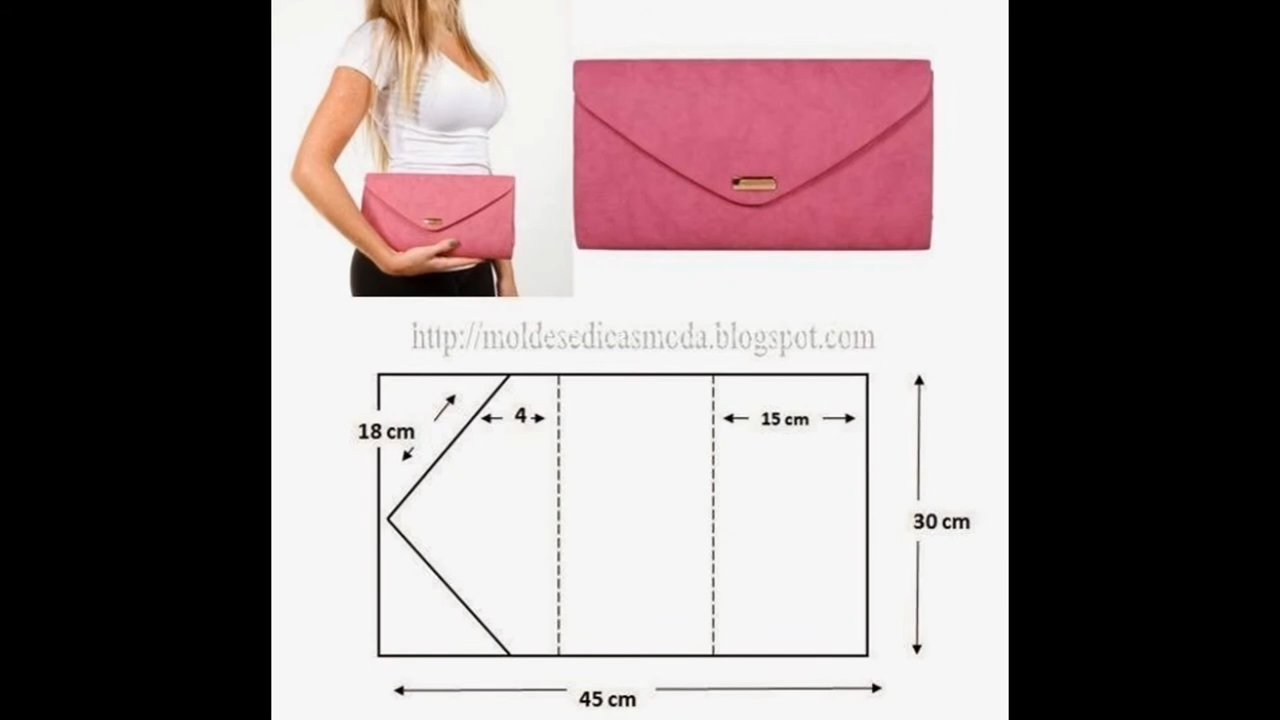 http://moldesedicasmoda.blogspot.com
4
18 cm
15 cm
30 cm
45 cm